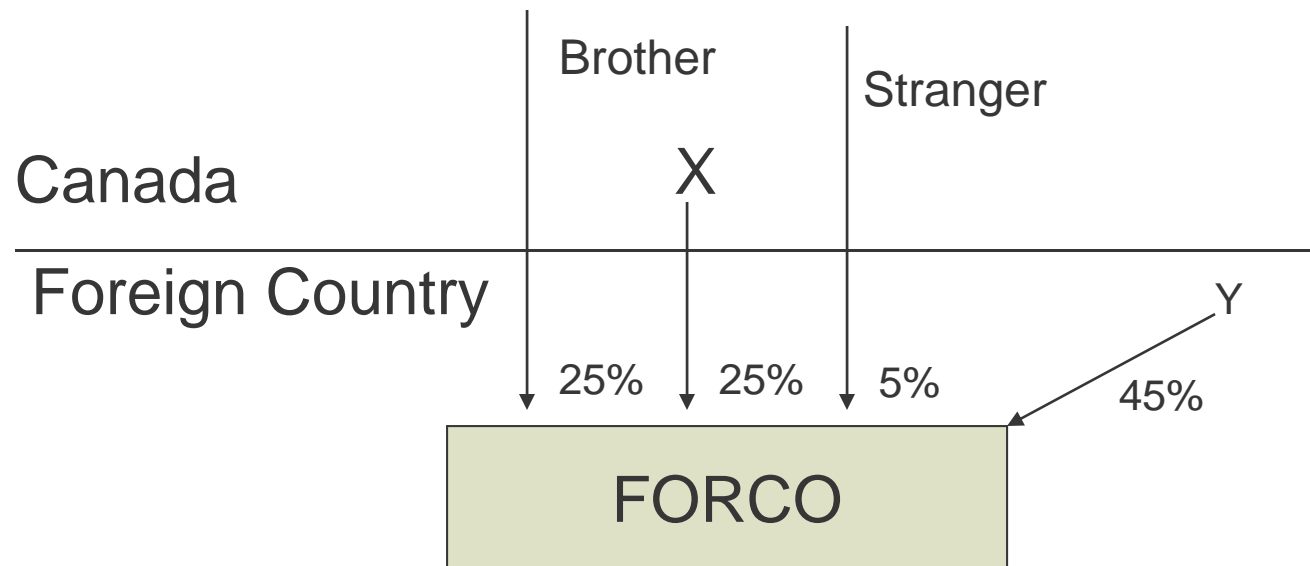 Brother
Stranger
X
Canada
Foreign Country
Y
25%
25%
5%
45%
FORCO